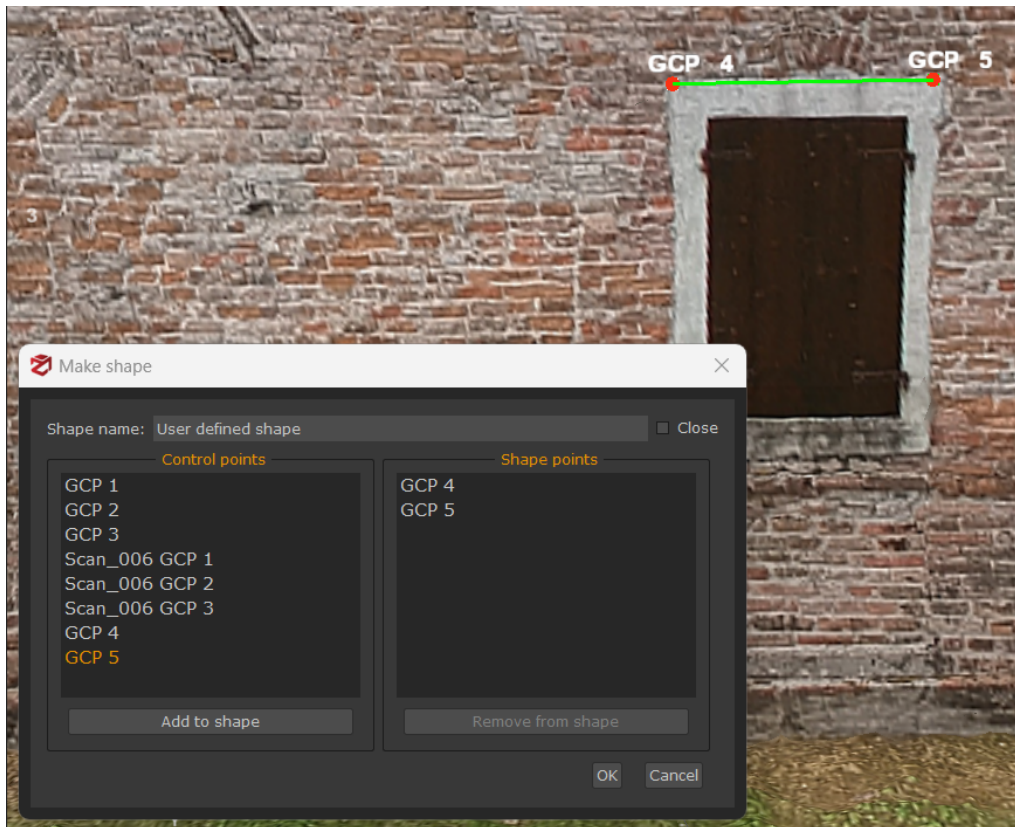 GCP 4
GCP 5
3
Make shape
Shape name: User defined shape Close
Control points
GCP 1
GCP 2
GCP 3
Scan_006 GCP 1
Scan_006 GCP 2
Scan_006 GCP 3
GCP 4
GCP 5
Add to shape
Shape points
GCP 4
GCP 5
Remove from shape
OK Cancel